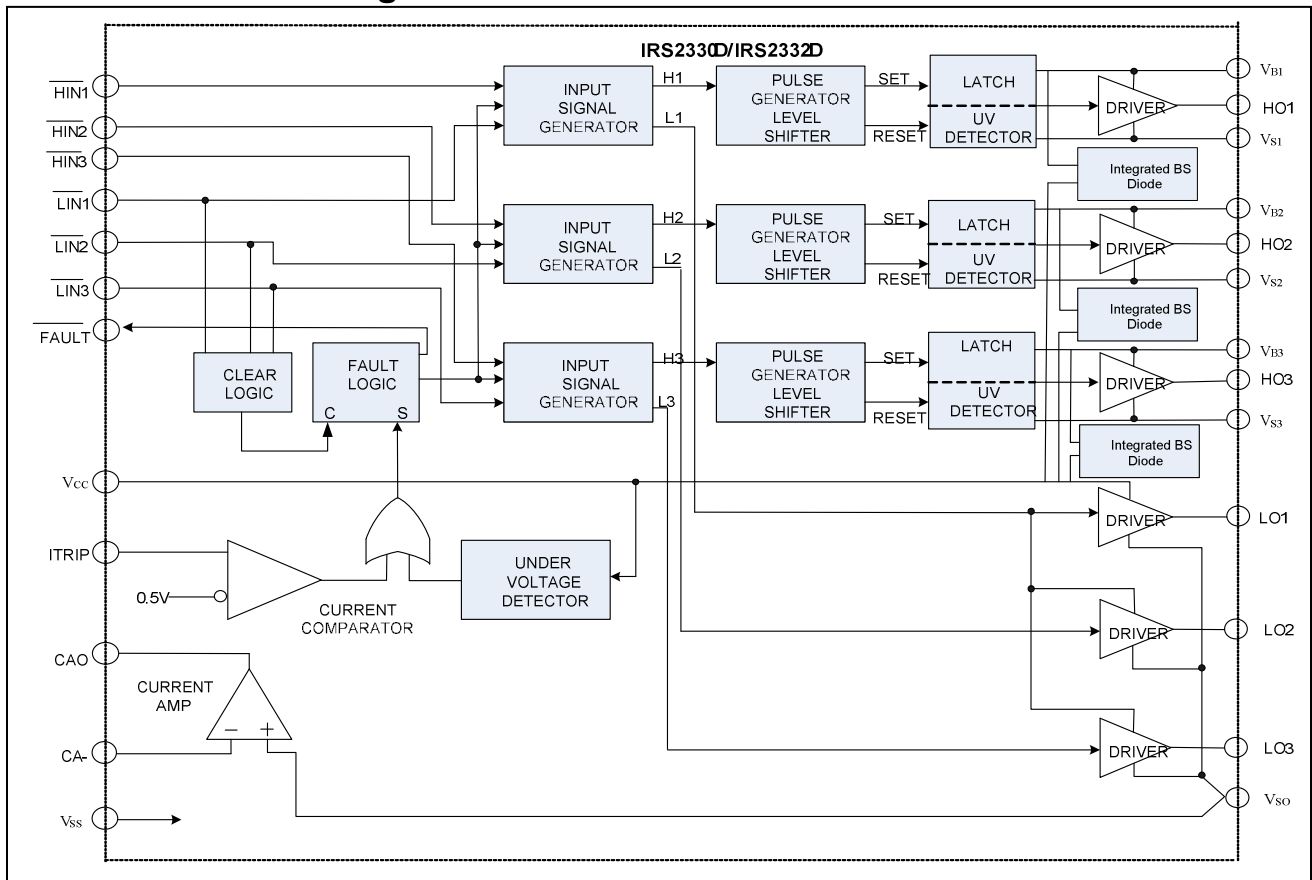 IRS2330D/IRS2332D
HIN1
HIN2
HIN3
LIN1
LIN2
LIN3
FAULT
VCC
ITRIP
0.5V
CAO
CA-
VSS
CLEAR
LOGIC
FAULT
LOGIC
C S
CURRENT
COMPARATOR
UNDER
VOLTAGE
DETECTOR
CURRENT
AMP
− +
INPUT
SIGNAL
GENERATOR
H1
L1
PULSE
GENERATOR
LEVEL
SHIFTER
SET
RESET
LATCH
UV
DETECTOR
DRIVER
Integrated BS
Diode
VB1
HO1
VS1
INPUT
SIGNAL
GENERATOR
H2
L2
PULSE
GENERATOR
LEVEL
SHIFTER
SET
RESET
LATCH
UV
DETECTOR
DRIVER
Integrated BS
Diode
VB2
HO2
VS2
INPUT
SIGNAL
GENERATOR
H3
L3
PULSE
GENERATOR
LEVEL
SHIFTER
SET
RESET
LATCH
UV
DETECTOR
DRIVER
Integrated BS
Diode
VB3
HO3
VS3
DRIVER
LO1
DRIVER
LO2
DRIVER
LO3
VSO